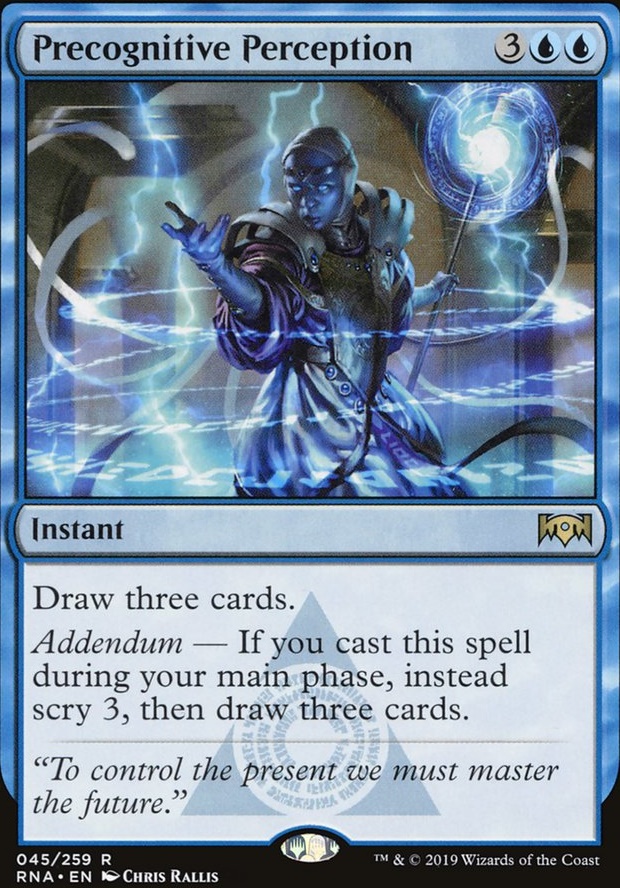 Precognitive Perception 3
Instant
Draw three cards.
Addendum — If you cast this spell
during your main phase, instead
scry 3, then draw three cards.
“To control the present we must master
the future.”
045/259 R
RNA • EN Chris Rallis
™ & © 2019 Wizards of the Coast